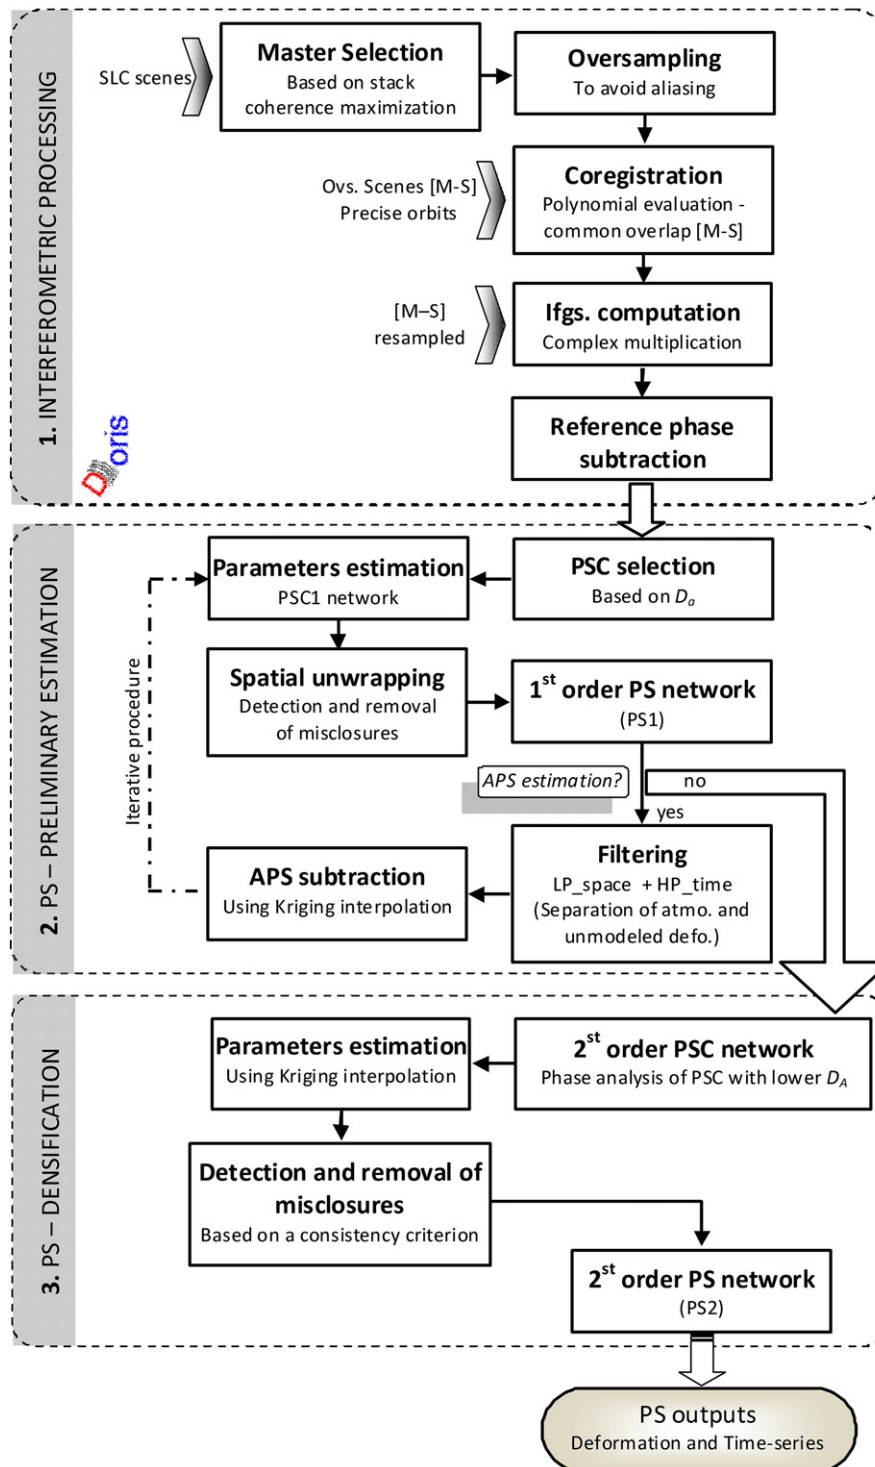 1. INTERFEROMETRIC PROCESSING
SLC scenes
Master Selection
Based on stack
coherence maximization
Oversampling
To avoid aliasing
Ovs. Scenes [M-S]
Precise orbits
Coregistration
Polynomial evaluation -
common overlap [M-S]
[M–S]
resampled
Ifgs. computation
Complex multiplication
Reference phase
subtraction
Doris
2. PS – PRELIMINARY ESTIMATION
PSC selection
Based on Da
Parameters estimation
PSC1 network
Spatial unwrapping
Detection and removal
of misclosures
1st order PS network
(PS1)
Iterative procedure
APS estimation?
no
yes
Filtering
LP_space + HP_time
(Separation of atmo. and
unmodeled defo.)
APS subtraction
Using Kriging interpolation
3. PS – DENSIFICATION
2st order PSC network
Phase analysis of PSC with lower DA
Parameters estimation
Using Kriging interpolation
Detection and removal of
misclosures
Based on a consistency criterion
2st order PS network
(PS2)
PS outputs
Deformation and Time-series